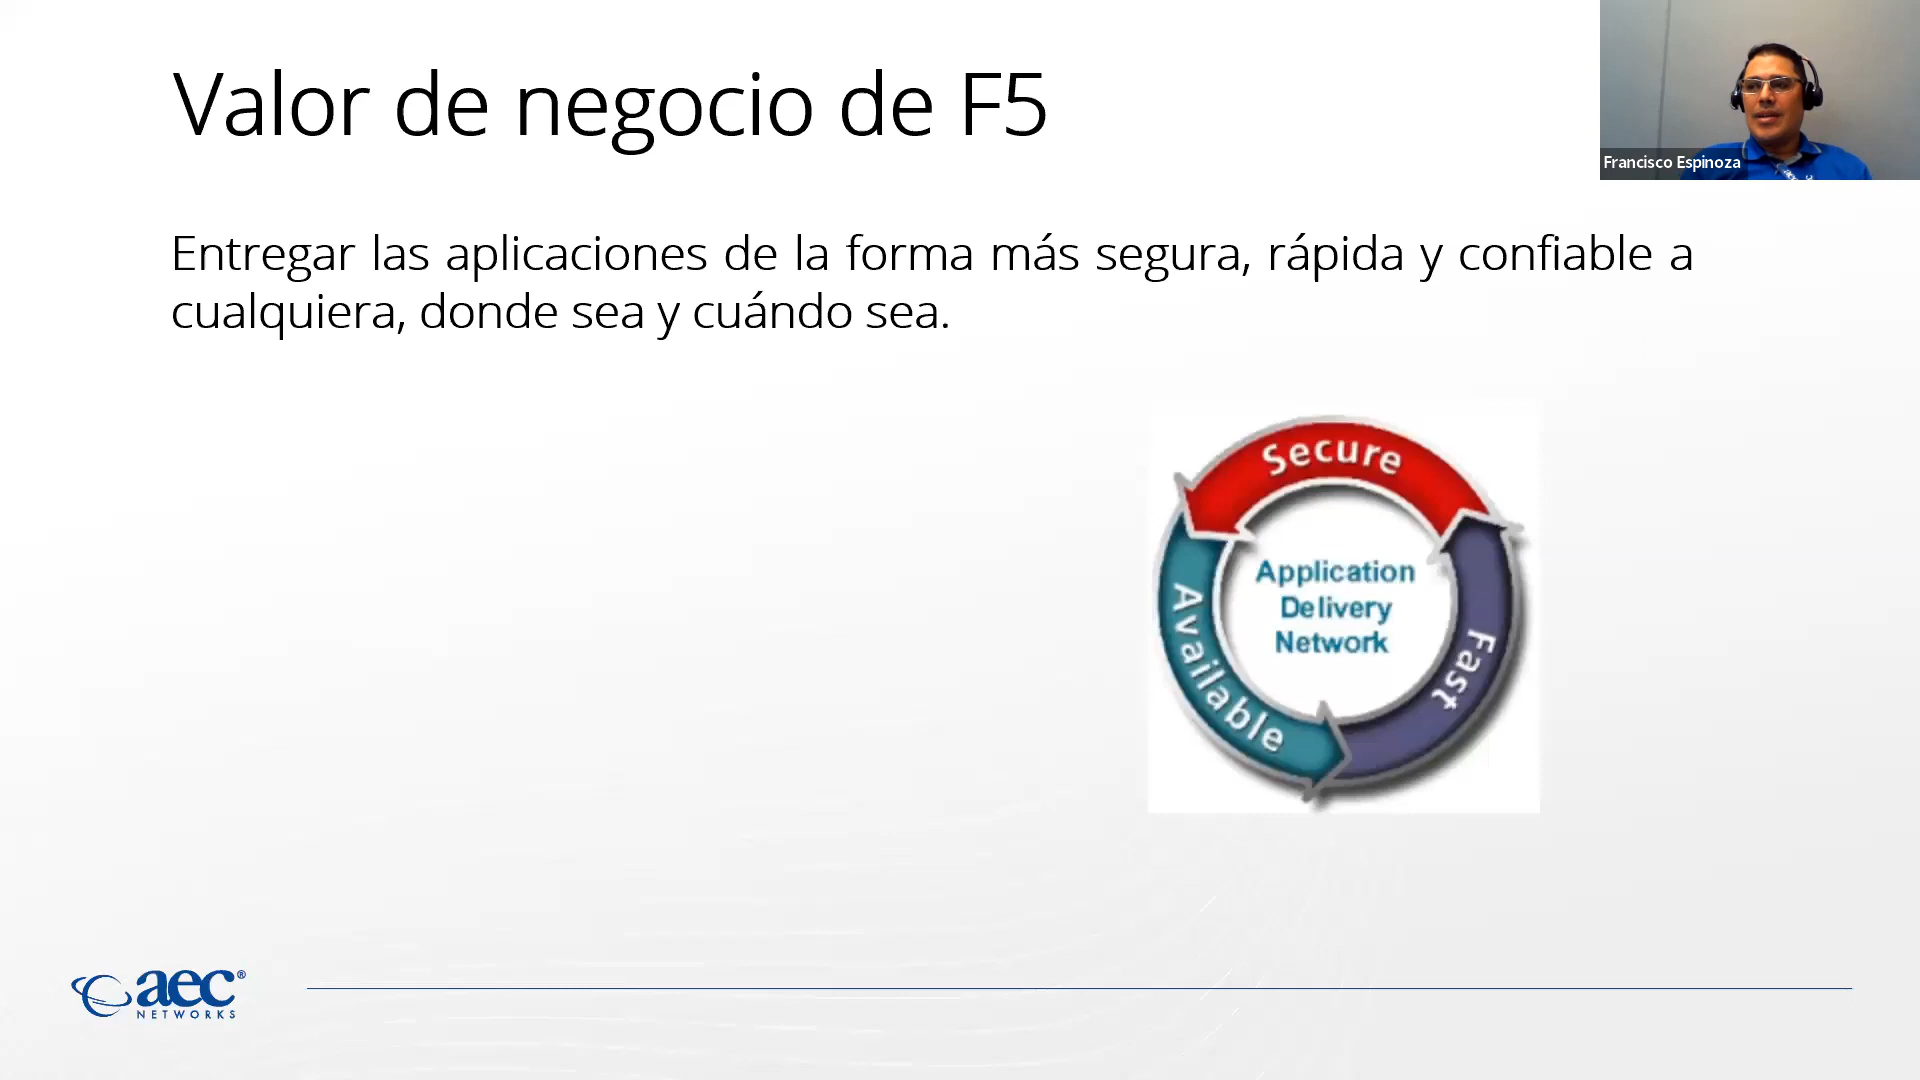 Valor de negocio de F5
Francisco Espinoza
Entregar las aplicaciones de la forma más segura, rápida y confiable a
cualquiera, donde sea y cuándo sea.
Secure
Application
Delivery
Network
Available
Fast
aec®
NETWORKS